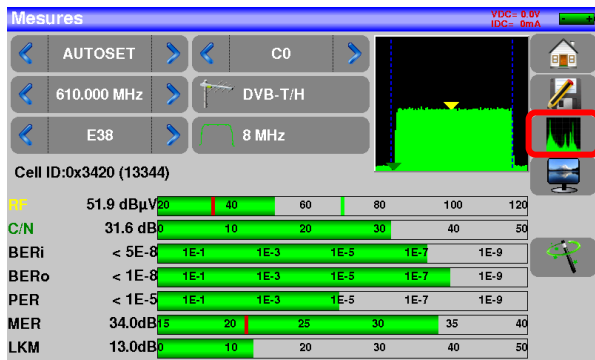 Mesures VDC= 0.0V
IDC= 0mA
AUTOSET C0
610.000 MHz DVB-T/H
E38 8 MHz
Cell ID:0x3420 (13344)
RF 51.9 dBµV 20 40 60 80 100 120
C/N 31.6 dB 0 10 20 30 40 50
BERi < 5E-8 1E-1 1E-3 1E-5 1E-7 1E-9
BERo < 1E-8 1E-1 1E-3 1E-5 1E-7 1E-9
PER < 1E-5 1E-1 1E-3 1E-5 1E-7 1E-9
MER 34.0dB 15 20 25 30 35 40
LKM 13.0dB 0 10 20 30 40 50